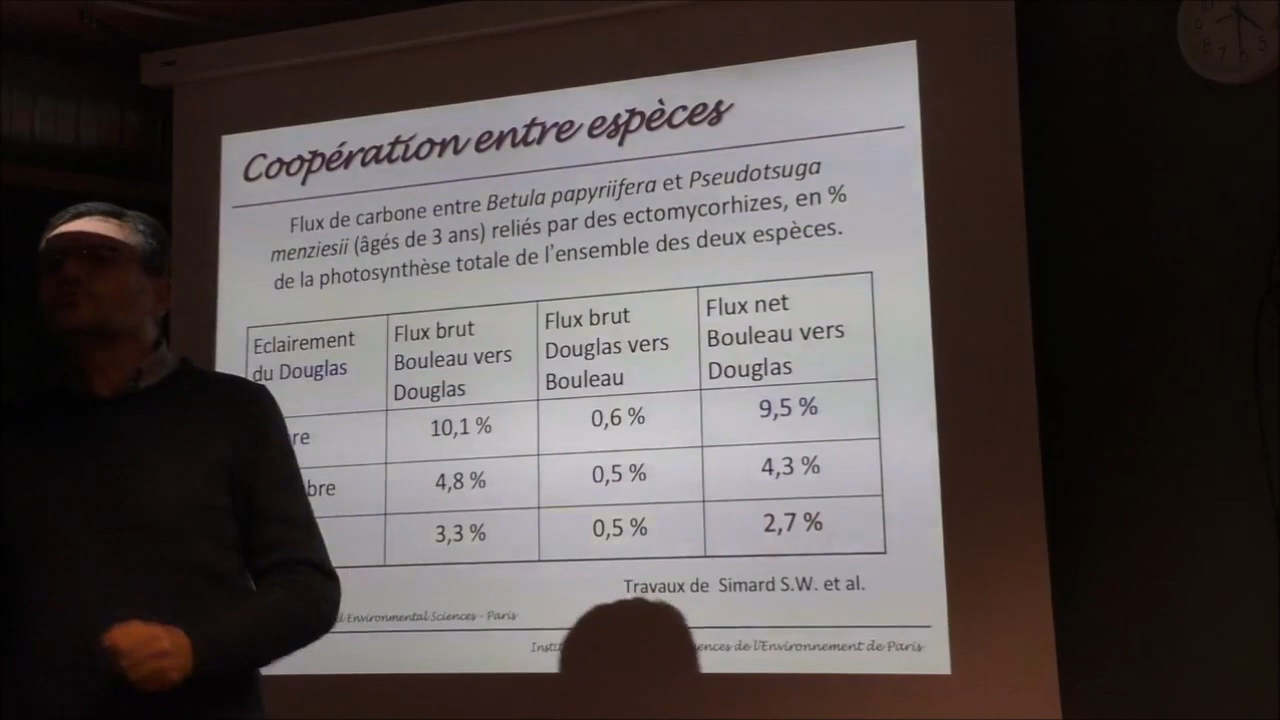 Coopération entre espèces
Flux de carbone entre Betula papyriifera et Pseudotsuga
menziesii (âgés de 3 ans) reliés par des ectomycorhizes, en %
de la photosynthèse totale de l'ensemble des deux espèces.
Eclairement
du Douglas
Flux brut
Bouleau vers
Douglas
Flux brut
Douglas vers
Bouleau
Flux net
Bouleau vers
Douglas
10,1 %
0,6 %
9,5 %
4,8 %
0,5 %
4,3 %
3,3 %
0,5 %
2,7 %
Travaux de Simard S.W. et al.
Environmental Sciences - Paris
de l'Environnement de Paris